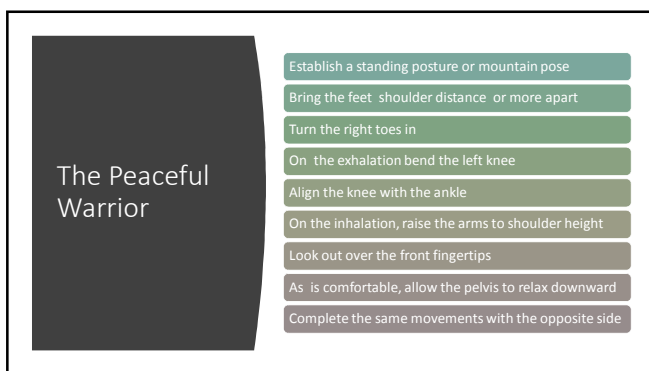 The Peaceful
Warrior
Establish a standing posture or mountain pose
Bring the feet shoulder distance or more apart
Turn the right toes in
On the exhalation bend the left knee
Align the knee with the ankle
On the inhalation, raise the arms to shoulder height
Look out over the front fingertips
As is comfortable, allow the pelvis to relax downward
Complete the same movements with the opposite side